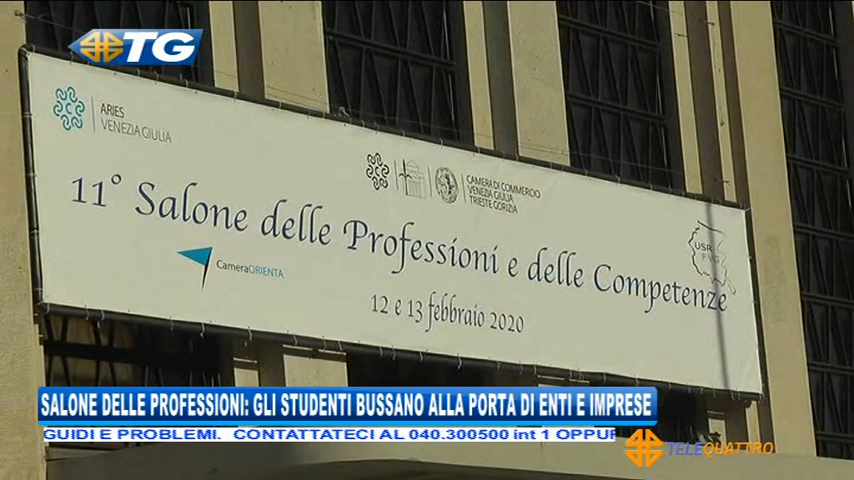 TG
ARIES
VENEZIA GIULIA
CAMERA DI COMMERCIO
VENEZIA GIULIA
TRIESTE GORIZIA
11° Salone delle Professioni e delle Competenze
USR
FVG
CameraORIENTA
12 e 13 febbraio 2020
SALONE DELLE PROFESSIONI: GLI STUDENTI BUSSANO ALLA PORTA DI ENTI E IMPRESE
GUIDI E PROBLEMI. CONTATTATECI AL 040.300500 int 1 OPPUR
TELEQUATTRO